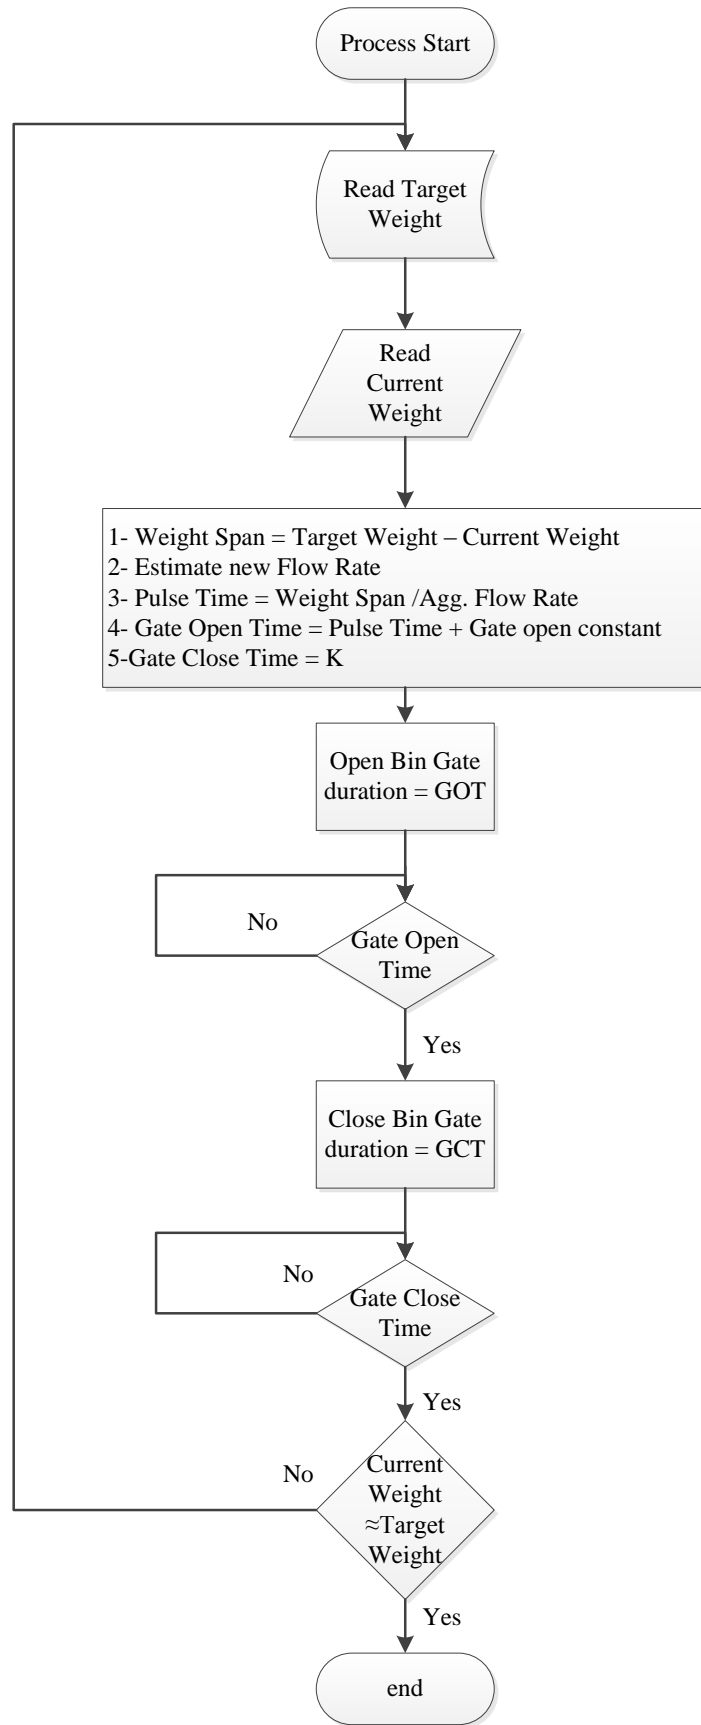 Process Start
Read Target
Weight
Read
Current
Weight
1- Weight Span = Target Weight – Current Weight
2- Estimate new Flow Rate
3- Pulse Time = Weight Span /Agg. Flow Rate
4- Gate Open Time = Pulse Time + Gate open constant
5-Gate Close Time = K
Open Bin Gate
duration = GOT
No
Gate Open
Time
Yes
Close Bin Gate
duration = GCT
No
Gate Close
Time
Yes
No
Current
Weight
≈Target
Weight
Yes
end